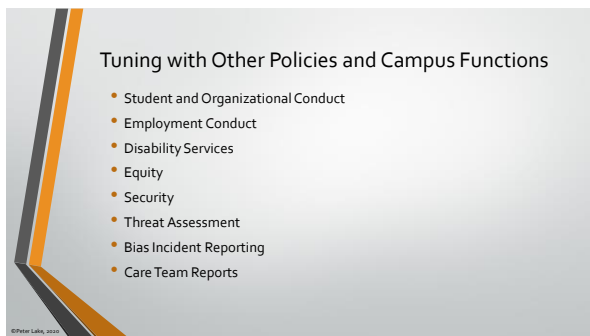 Tuning with Other Policies and Campus Functions
• Student and Organizational Conduct
• Employment Conduct
• Disability Services
• Equity
• Security
• Threat Assessment
• Bias Incident Reporting
• Care Team Reports
©Peter Lake, 2020